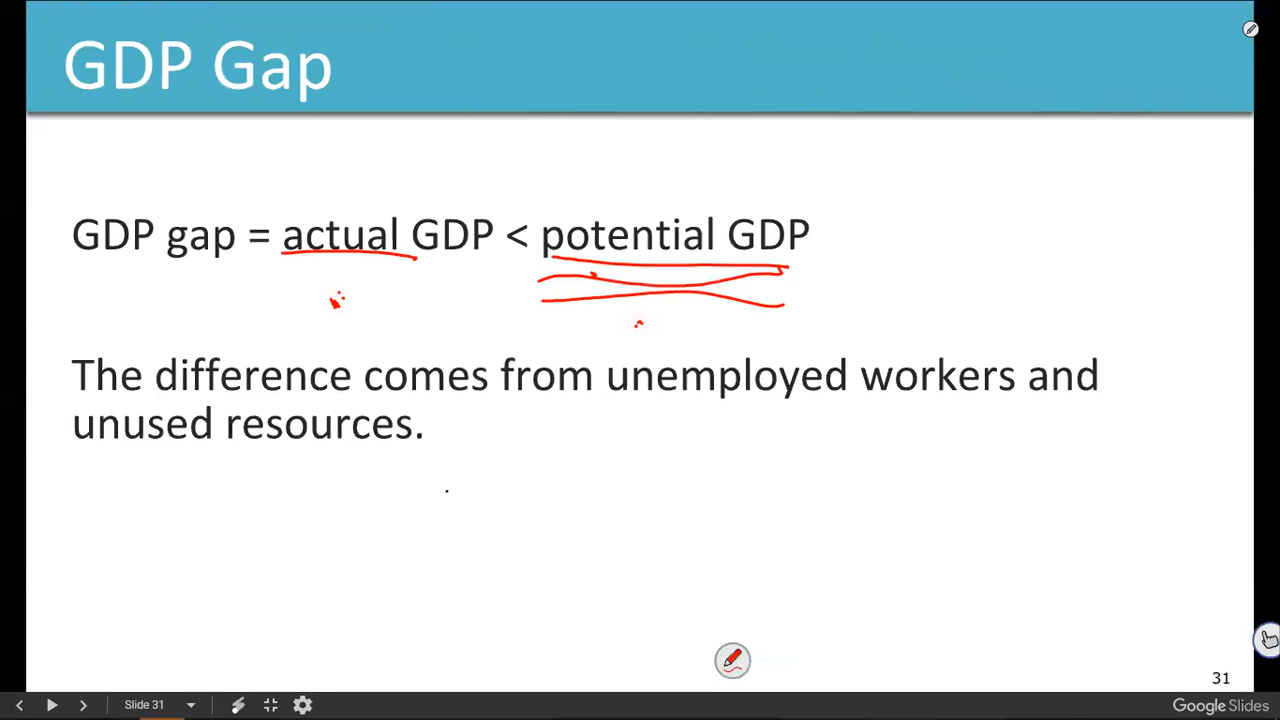 GDP Gap
GDP gap = actual GDP < potential GDP
The difference comes from unemployed workers and
unused resources.
31
Slide 31
Google Slides